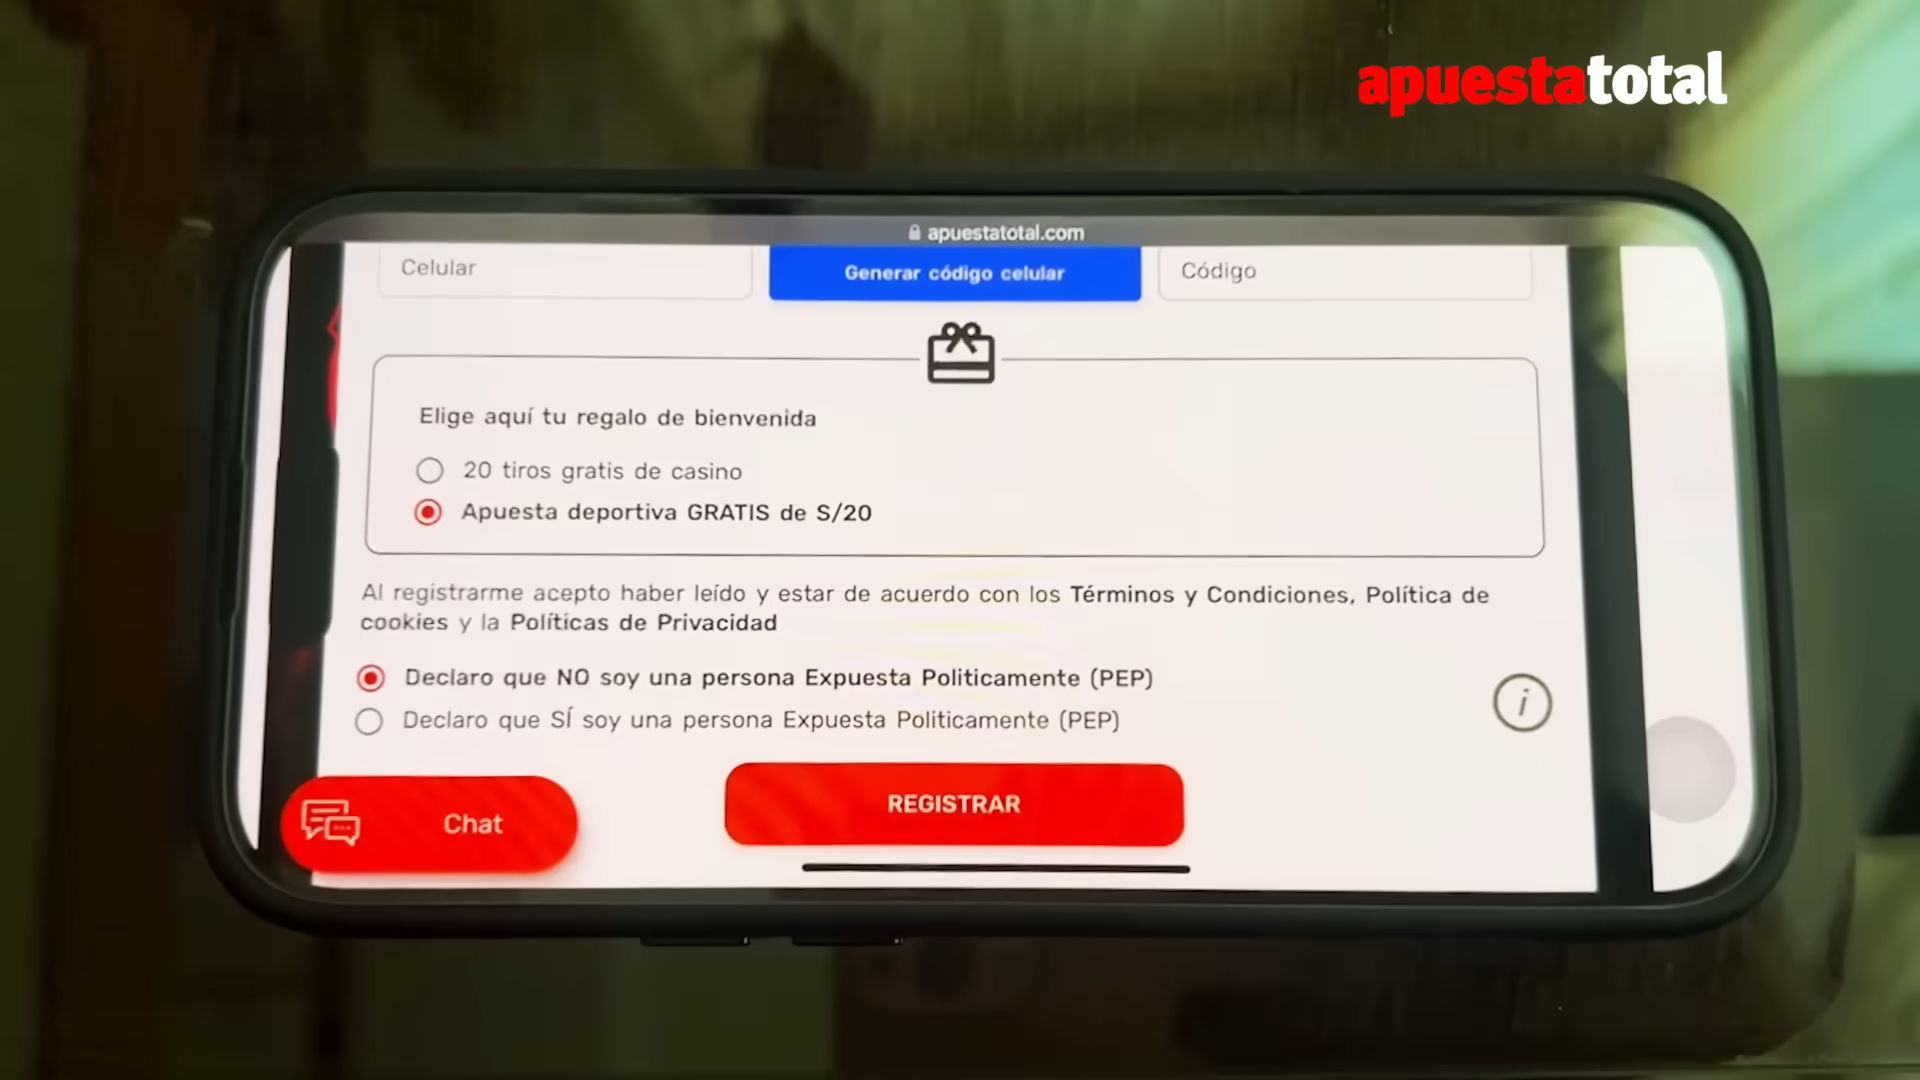 apuestatotal
apuestatotal.com
Celular
Generar código celular
Código
Elige aquí tu regalo de bienvenida
20 tiros gratis de casino
Apuesta deportiva GRATIS de S/20
Al registrarme acepto haber leído y estar de acuerdo con los Términos y Condiciones, Política de
cookies y la Políticas de Privacidad
Declaro que NO soy una persona Expuesta Politicamente (PEP)
Declaro que SÍ soy una persona Expuesta Politicamente (PEP)
i
Chat
REGISTRAR